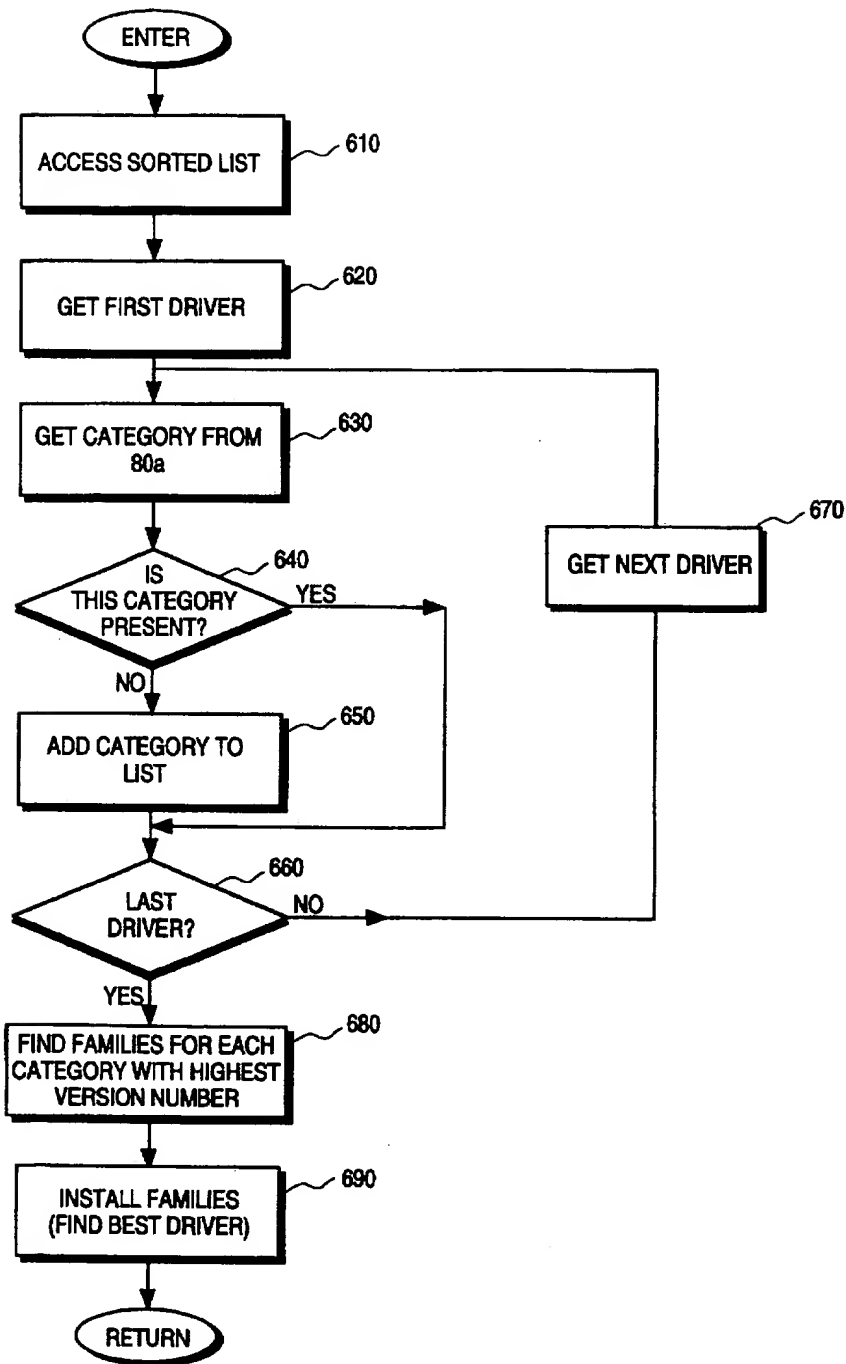 ENTER
ACCESS SORTED LIST
610
GET FIRST DRIVER
620
GET CATEGORY FROM
80a
630
670
GET NEXT DRIVER
640
IS
THIS CATEGORY
PRESENT?
YES
NO
650
ADD CATEGORY TO
LIST
660
LAST
DRIVER?
NO
YES
680
FIND FAMILIES FOR EACH
CATEGORY WITH HIGHEST
VERSION NUMBER
690
INSTALL FAMILIES
(FIND BEST DRIVER)
RETURN